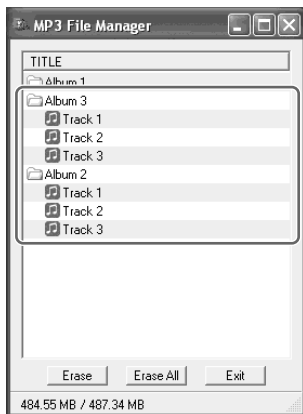 MP3 File Manager
TITLE
Album 1
Album 3
Track 1
Track 2
Track 3
Album 2
Track 1
Track 2
Track 3
Erase Erase All Exit
484.55 MB / 487.34 MB